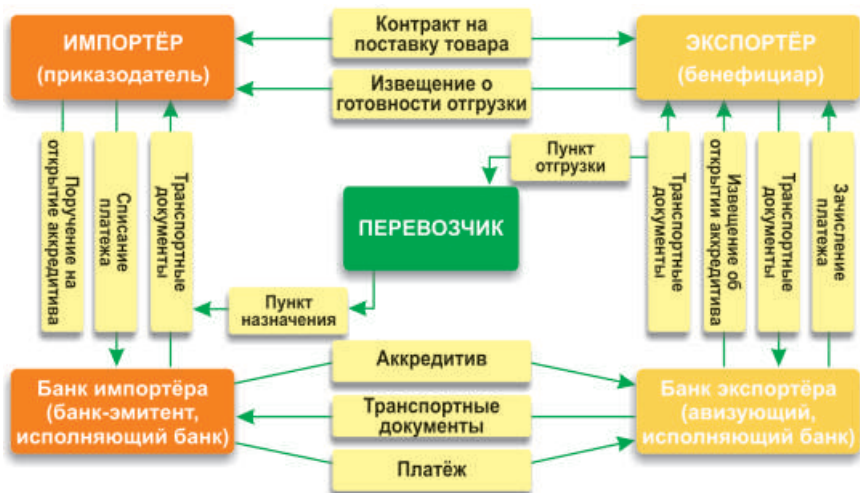 ИМПОРТЁР
(приказодатель)
Контракт на
поставку товара
ЭКСПОРТЁР
(бенефициар)
Извещение о
готовности отгрузки
Поручение на
открытие аккредитива
Списание
платежа
Транспортные
документы
Пункт
отгрузки
ПЕРЕВОЗЧИК
Пункт
назначения
Транспортные
документы
Извещение об
открытии аккредитива
Транспортные
документы
Зачисление
платежа
Банк импортёра
(банк-эмитент,
исполняющий банк)
Аккредитив
Транспортные
документы
Платёж
Банк экспортёра
(авизующий,
исполняющий банк)